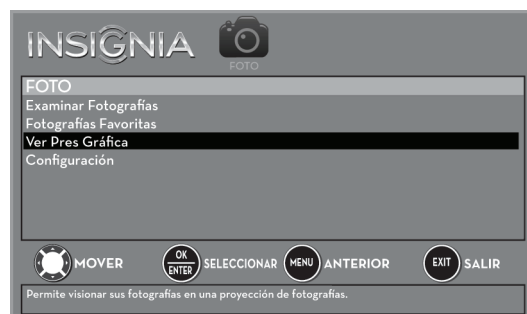 INSIGNIA
FOTO
FOTO
Examinar Fotografías
Fotografías Favoritas
Ver Pres Gráfica
Configuración
MOVER
OK
ENTER
SELECCIONAR
MENU
ANTERIOR
EXIT
SALIR
Permite visionar sus fotografías en una proyección de fotografías.